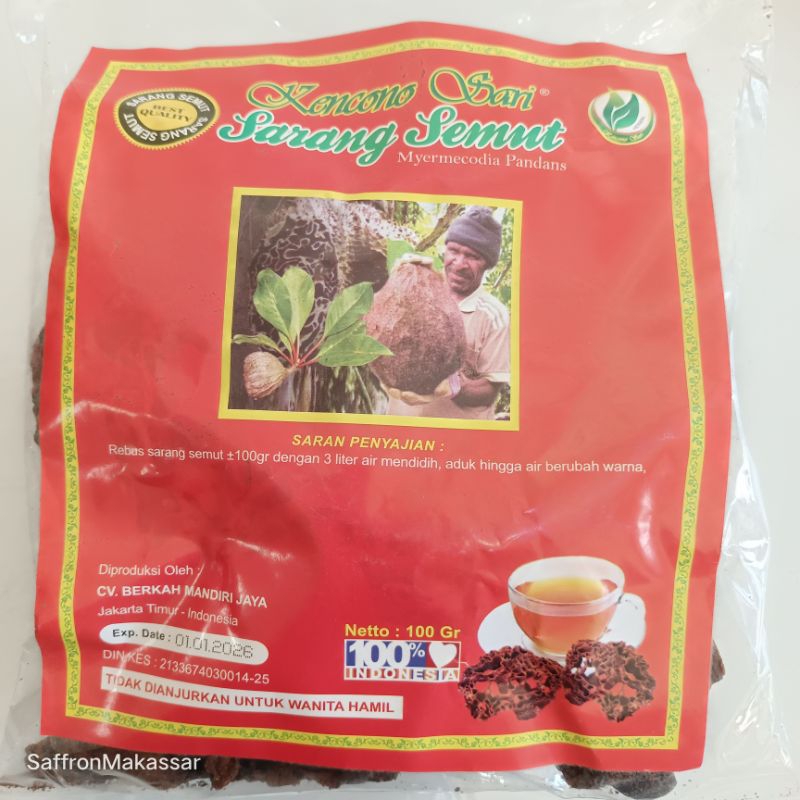 SARANG SEMUT
BEST
QUALITY
SARANG SEMUT
Kencono Sari®
Sarang Semut
Myermecodia Pandans
SARAN PENYAJIAN :
Rebus sarang semut ±100gr dengan 3 liter air mendidih, aduk hingga air berubah warna,
Diproduksi Oleh :
CV. BERKAH MANDIRI JAYA
Jakarta Timur - Indonesia
Exp. Date : 01.01.2026
DIN.KES : 2133674030014-25
TIDAK DIANJURKAN UNTUK WANITA HAMIL
Netto : 100 Gr
100%
INDONESIA
SaffronMakassar